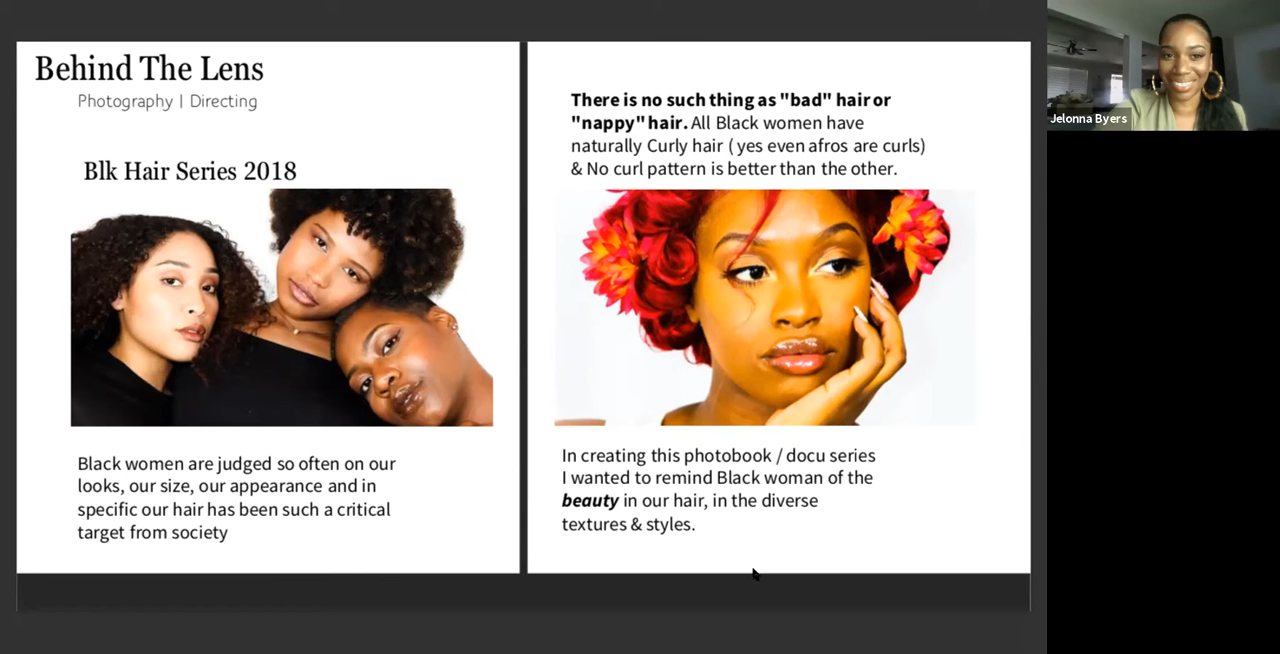 Behind The Lens
Photography | Directing
Blk Hair Series 2018
Black women are judged so often on our
looks, our size, our appearance and in
specific our hair has been such a critical
target from society
There is no such thing as "bad" hair or
"nappy" hair. All Black women have
naturally Curly hair ( yes even afros are curls)
& No curl pattern is better than the other.
In creating this photobook / docu series
I wanted to remind Black woman of the
beauty in our hair, in the diverse
textures & styles.
Jelonna Byers